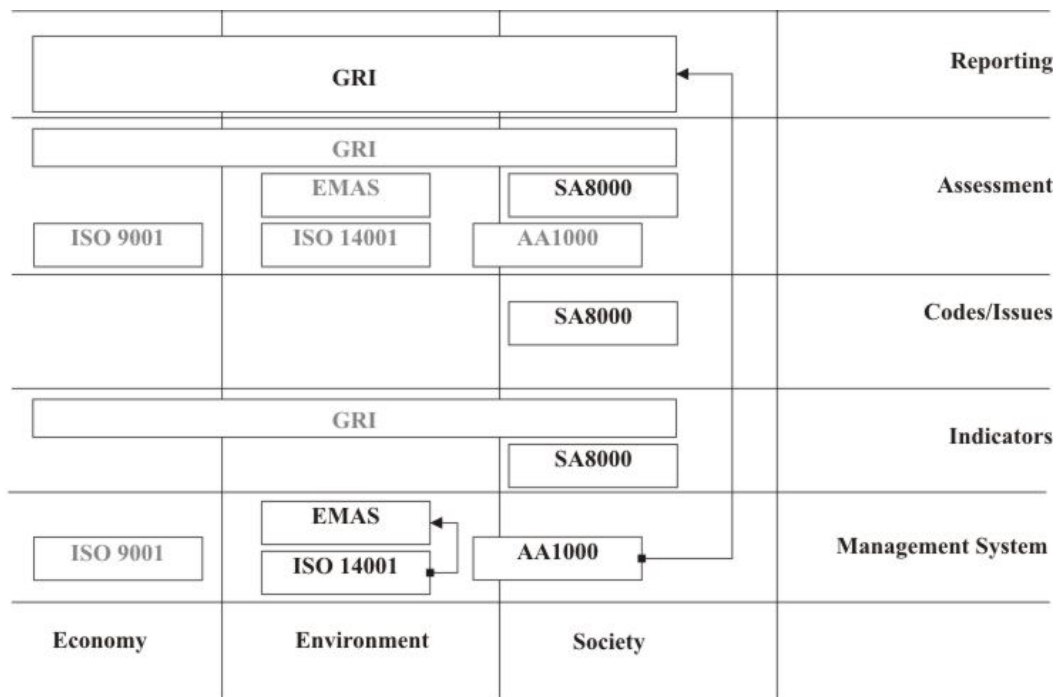 GRI
Reporting
GRI
EMAS
SA8000
Assessment
ISO 9001
ISO 14001
AA1000
SA8000
Codes/Issues
GRI
SA8000
Indicators
EMAS
ISO 9001
ISO 14001
AA1000
Management System
Economy
Environment
Society